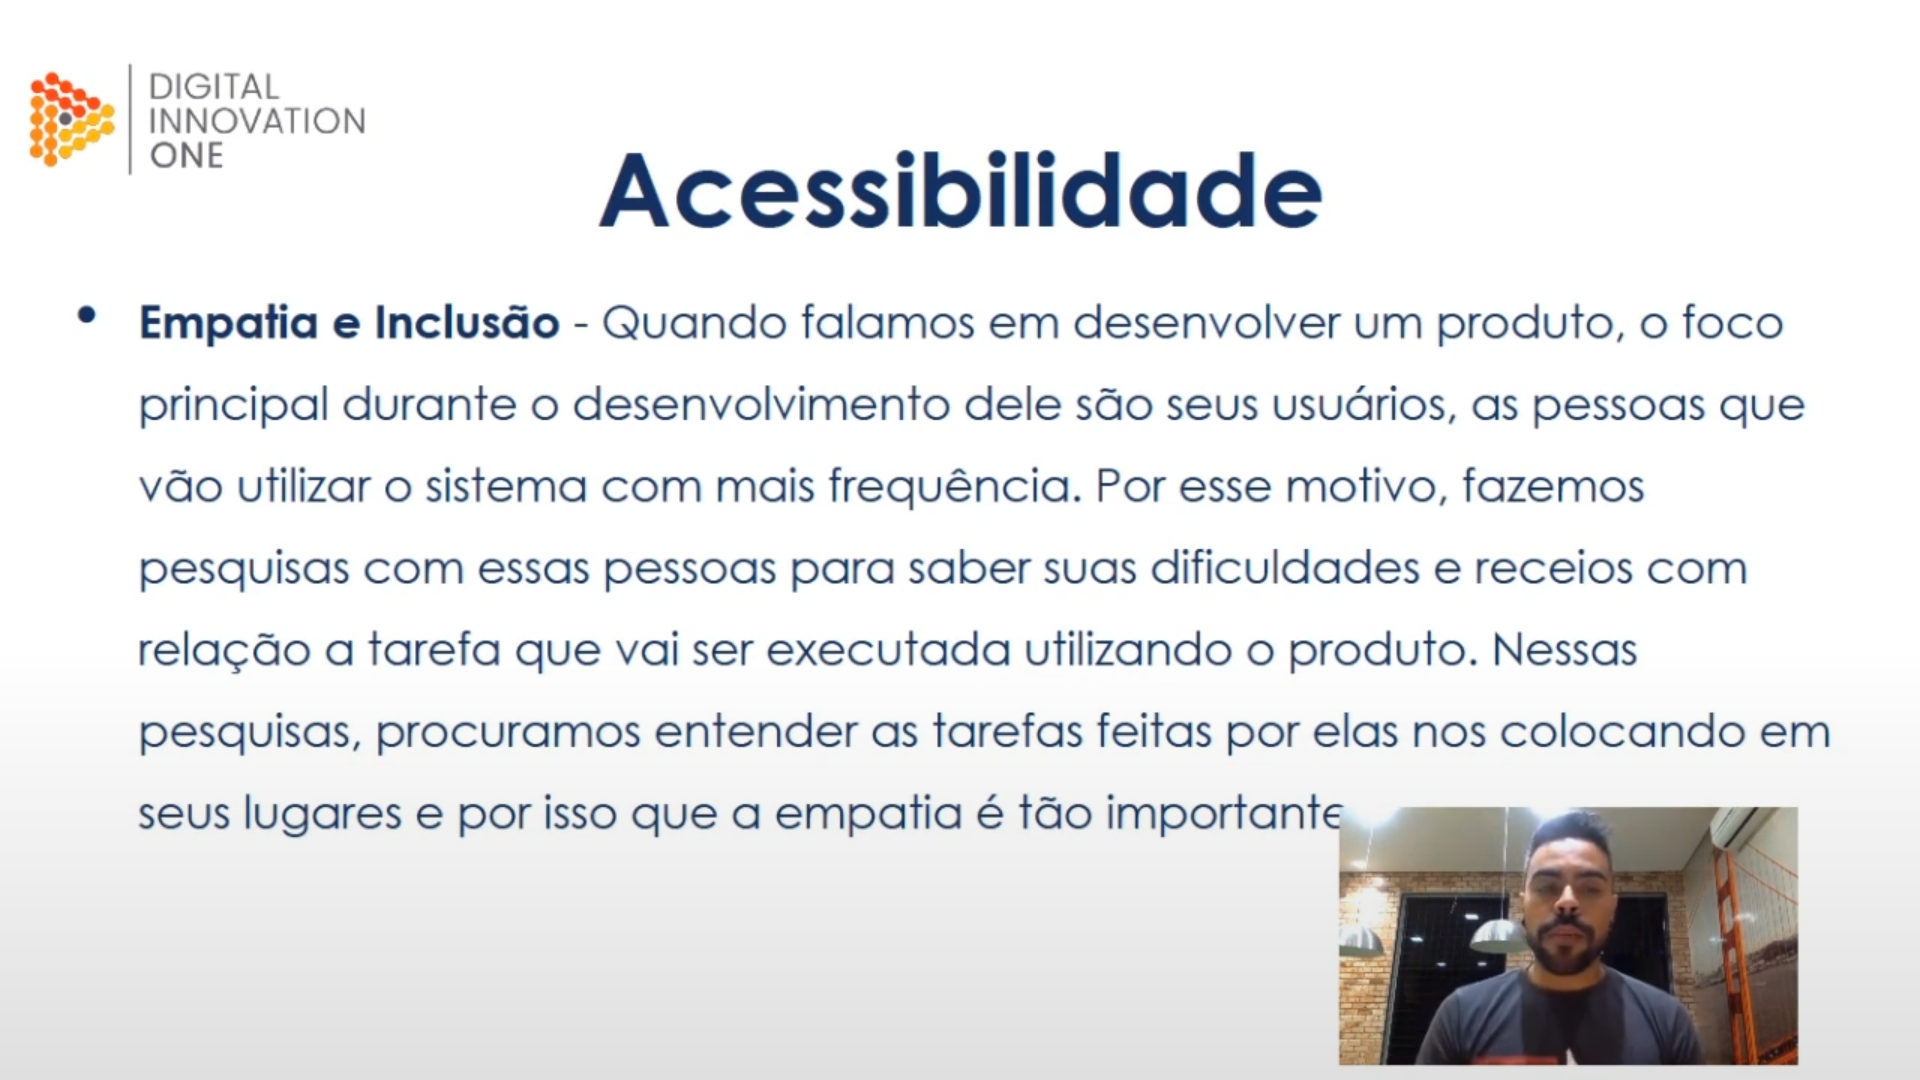 DIGITAL
INNOVATION
ONE
Acessibilidade
• Empatia e Inclusão - Quando falamos em desenvolver um produto, o foco
principal durante o desenvolvimento dele são seus usuários, as pessoas que
vão utilizar o sistema com mais frequência. Por esse motivo, fazemos
pesquisas com essas pessoas para saber suas dificuldades e receios com
relação a tarefa que vai ser executada utilizando o produto. Nessas
pesquisas, procuramos entender as tarefas feitas por elas nos colocando em
seus lugares e por isso que a empatia é tão importante